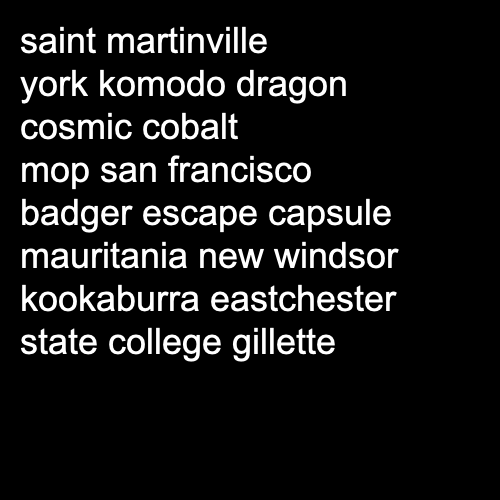 saint martinville
york komodo dragon
cosmic cobalt
mop san francisco
badger escape capsule
mauritania new windsor
kookaburra eastchester
state college gillette